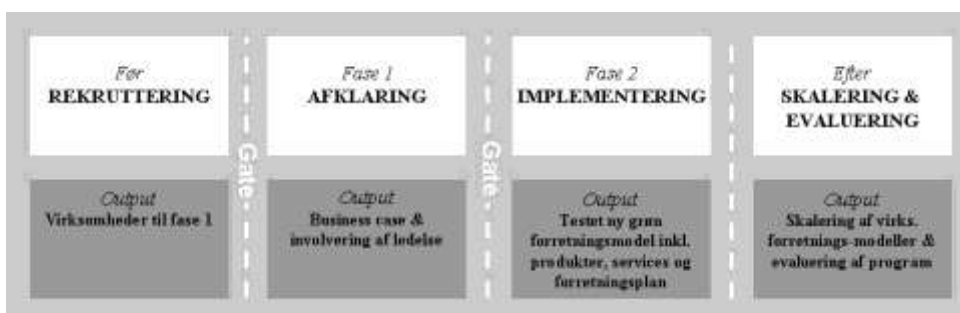 Før
REKRUTTERING
Output
Virksomheder til fase 1
Gate
Fase 1
AFKLARING
Output
Business case &
involvering af ledelse
Gate
Fase 2
IMPLEMENTERING
Output
Testet ny grøn
forretningsmodel inkl.
produkter, services og
forretningsplan
Efter
SKALERING &
EVALUERING
Output
Skalering af virks.
forretnings-modeller &
evaluering af program